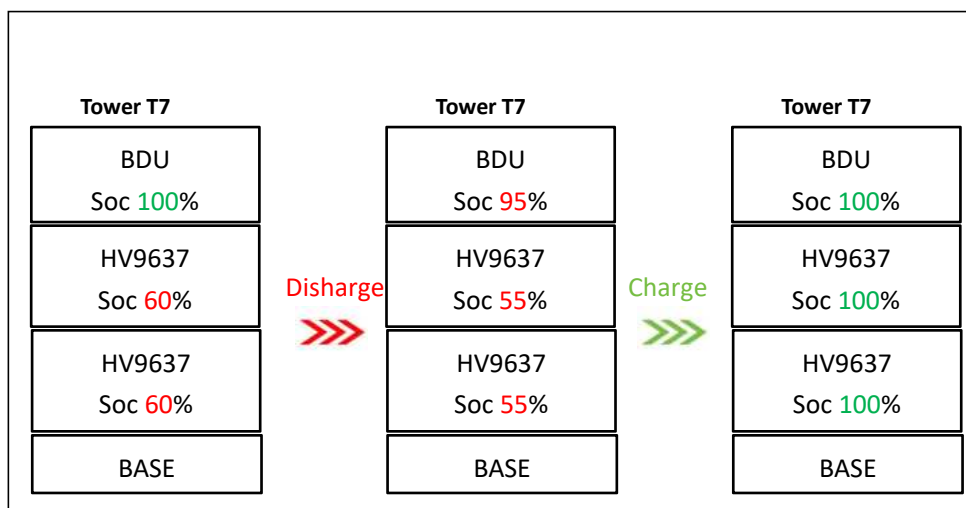 Tower T7
BDU
Soc 100%
HV9637
Soc 60%
HV9637
Soc 60%
BASE
Disharge
Tower T7
BDU
Soc 95%
HV9637
Soc 55%
HV9637
Soc 55%
BASE
Charge
Tower T7
BDU
Soc 100%
HV9637
Soc 100%
HV9637
Soc 100%
BASE